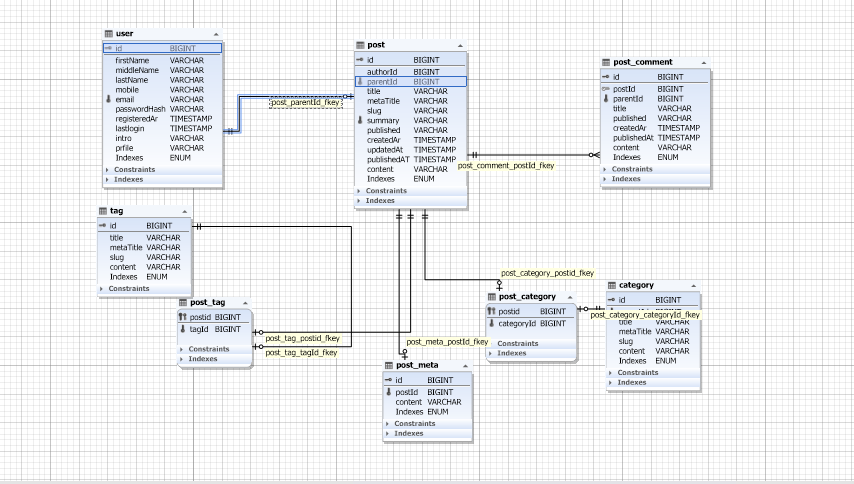 user
id BIGINT
firstName VARCHAR
middleName VARCHAR
lastName VARCHAR
mobile VARCHAR
email VARCHAR
passwordHash VARCHAR
registeredAr TIMESTAMP
lastlogin TIMESTAMP
intro VARCHAR
prfile VARCHAR
Indexes ENUM
Constraints
Indexes
post_parentId_fkey
post
id BIGINT
authorId BIGINT
parentId BIGINT
title VARCHAR
metaTitle VARCHAR
slug VARCHAR
summary VARCHAR
published VARCHAR
createdAr TIMESTAMP
updatedAt TIMESTAMP
publishedAT TIMESTAMP
content VARCHAR
Indexes ENUM
Constraints
Indexes
post_comment
id BIGINT
postId BIGINT
parentId BIGINT
title VARCHAR
published VARCHAR
createdAr TIMESTAMP
publishedAt TIMESTAMP
content VARCHAR
Indexes ENUM
Constraints
Indexes
post_comment_postId_fkey
tag
id BIGINT
title VARCHAR
metaTitle VARCHAR
slug VARCHAR
content VARCHAR
Indexes ENUM
Constraints
post_tag
postid BIGINT
tagId BIGINT
Constraints
Indexes
post_tag_postid_fkey
post_tag_tagId_fkey
post_category_postid_fkey
post_category
postid BIGINT
categoryId BIGINT
Constraints
Indexes
category
id BIGINT
post_category_categoryId_fkey
title VARCHAR
metaTitle VARCHAR
slug VARCHAR
content VARCHAR
Indexes ENUM
Constraints
Indexes
post_meta_postId_fkey
post_meta
id BIGINT
postId BIGINT
content VARCHAR
Indexes ENUM
Constraints
Indexes